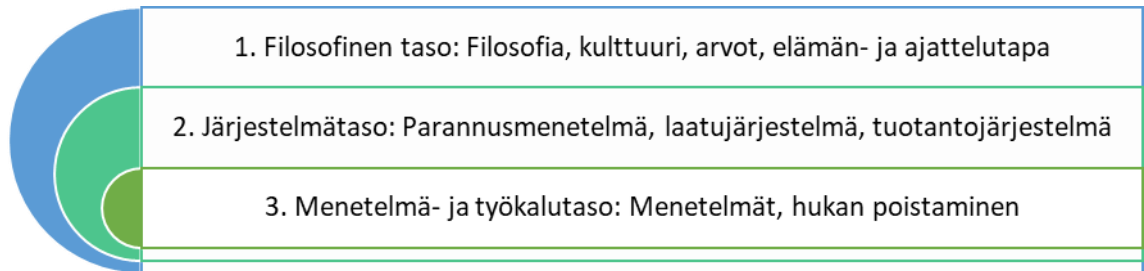 1. Filosofinen taso: Filosofia, kulttuuri, arvot, elämän- ja ajattelutapa
2. Järjestelmätaso: Parannusmenetelmä, laatujärjestelmä, tuotantojärjestelmä
3. Menetelmä- ja työkalutaso: Menetelmät, hukan poistaminen